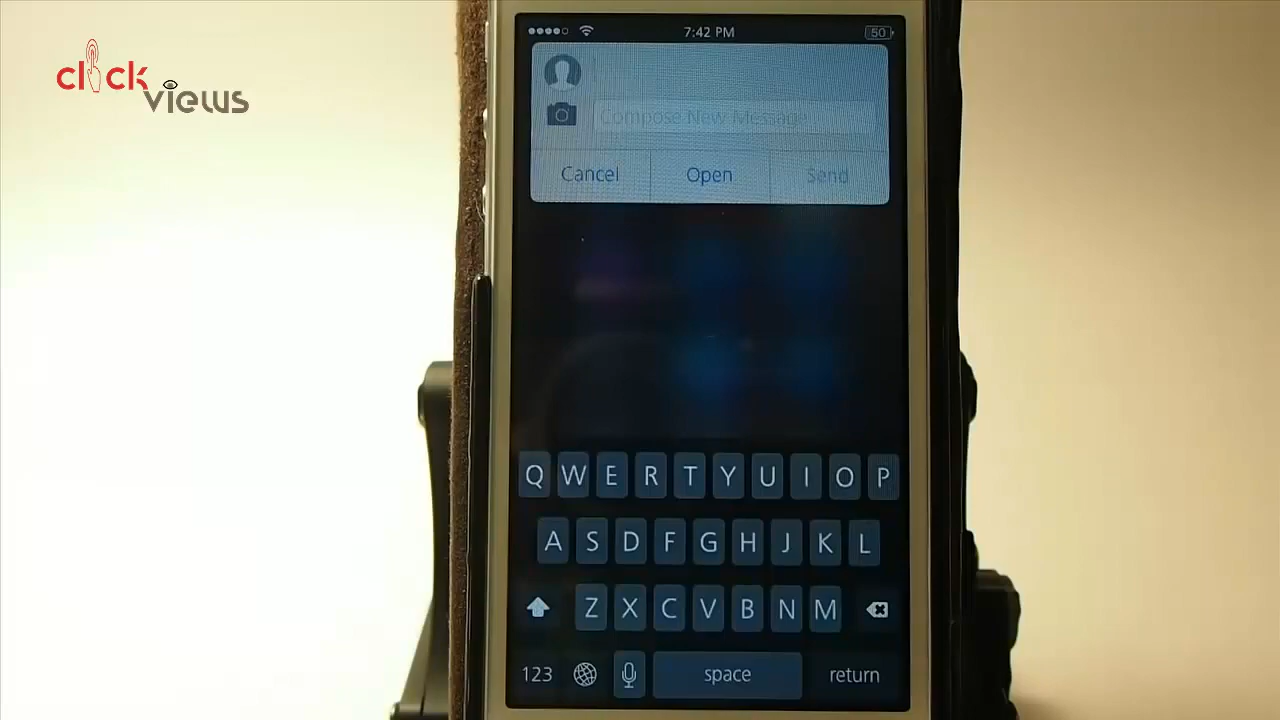 click
views
7:42 PM
50
Compose New Message
Cancel
Open
Send
Q W E R T Y U I O P
A S D F G H J K L
Z X C V B N M
123
space
return